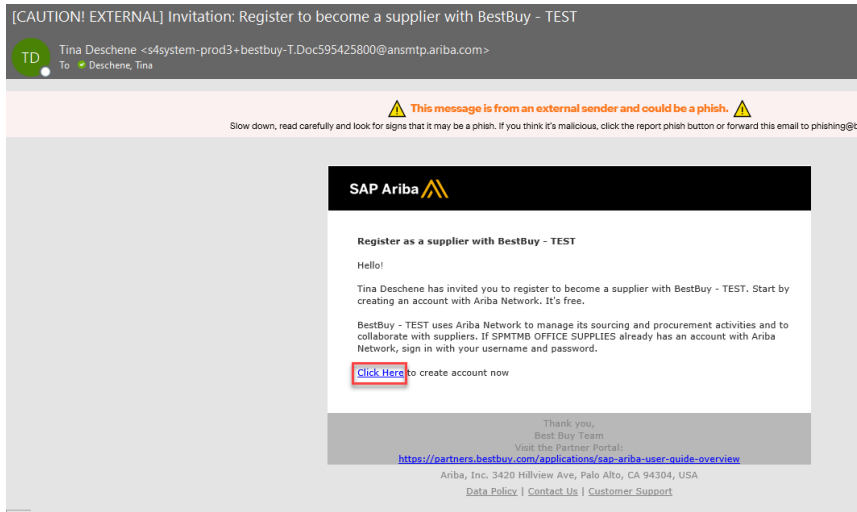 [CAUTION! EXTERNAL] Invitation: Register to become a supplier with BestBuy - TEST
TD
Tina Deschene <s4system-prod3+bestbuy-T.Doc595425800@ansmtp.ariba.com>
To Deschene, Tina
This message is from an external sender and could be a phish.
Slow down, read carefully and look for signs that it may be a phish. If you think it's malicious, click the report phish button or forward this email to phishing@b
SAP Ariba
Register as a supplier with BestBuy - TEST
Hello!
Tina Deschene has invited you to register to become a supplier with BestBuy - TEST. Start by
creating an account with Ariba Network. It's free.
BestBuy - TEST uses Ariba Network to manage its sourcing and procurement activities and to
collaborate with suppliers. If SPMTMB OFFICE SUPPLIES already has an account with Ariba
Network, sign in with your username and password.
Click Here to create account now
Thank you,
Best Buy Team
Visit the Partner Portal:
https://partners.bestbuy.com/applications/sap-ariba-user-guide-overview
Ariba, Inc. 3420 Hillview Ave, Palo Alto, CA 94304, USA
Data Policy | Contact Us | Customer Support